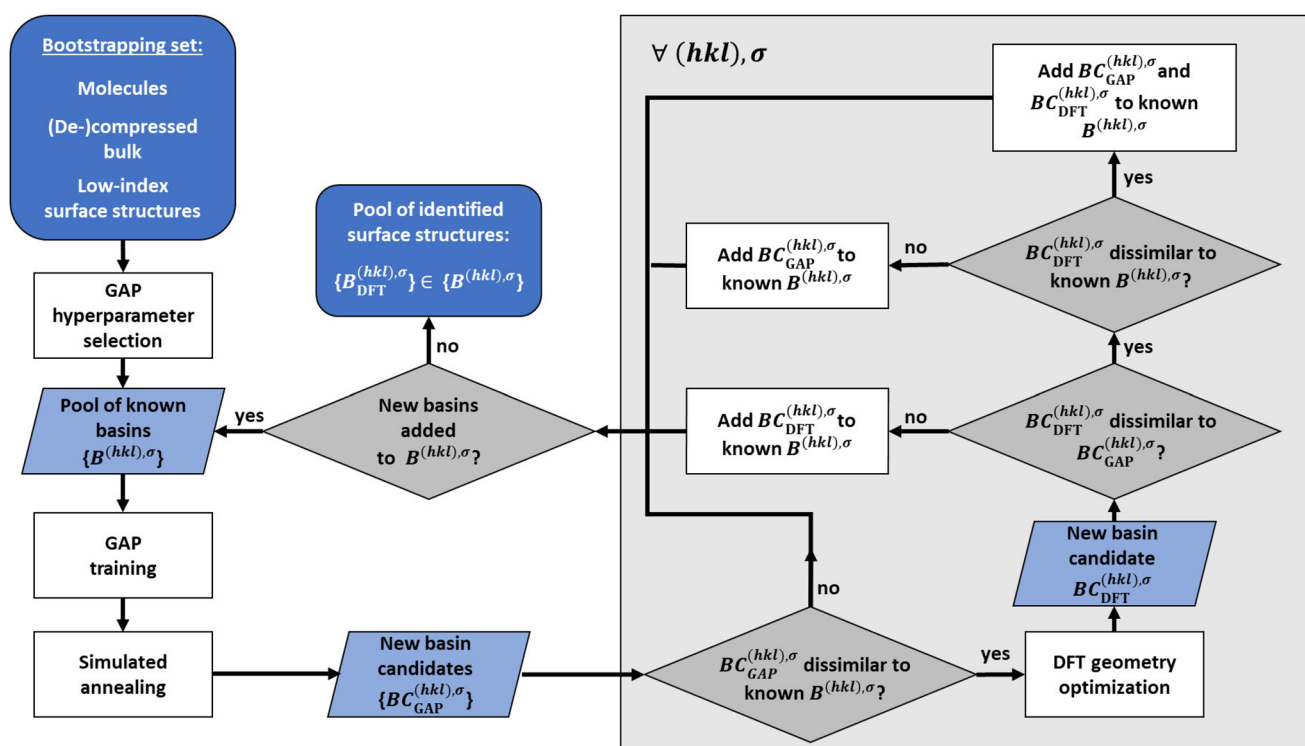 Bootstrapping set:
Molecules
(De-)compressed
bulk
Low-index
surface structures
GAP
hyperparameter
selection
Pool of known
basins
{B^(hkl),σ}
GAP
training
Simulated
annealing
New basin
candidates
{BC_GAP^(hkl),σ}
Pool of identified
surface structures:
{B_DFT^(hkl),σ} ∈ {B^(hkl),σ}
no
New basins
added
to B^(hkl),σ?
yes
∀ (hkl), σ
BC_GAP^(hkl),σ dissimilar to
known B^(hkl),σ?
no
yes
DFT geometry
optimization
New basin
candidate
BC_DFT^(hkl),σ
BC_DFT^(hkl),σ dissimilar to
BC_GAP^(hkl),σ?
no
Add BC_DFT^(hkl),σ to
known B^(hkl),σ
yes
BC_DFT^(hkl),σ dissimilar to
known B^(hkl),σ?
no
Add BC_GAP^(hkl),σ to
known B^(hkl),σ
yes
Add BC_GAP^(hkl),σ and
BC_DFT^(hkl),σ to known
B^(hkl),σ